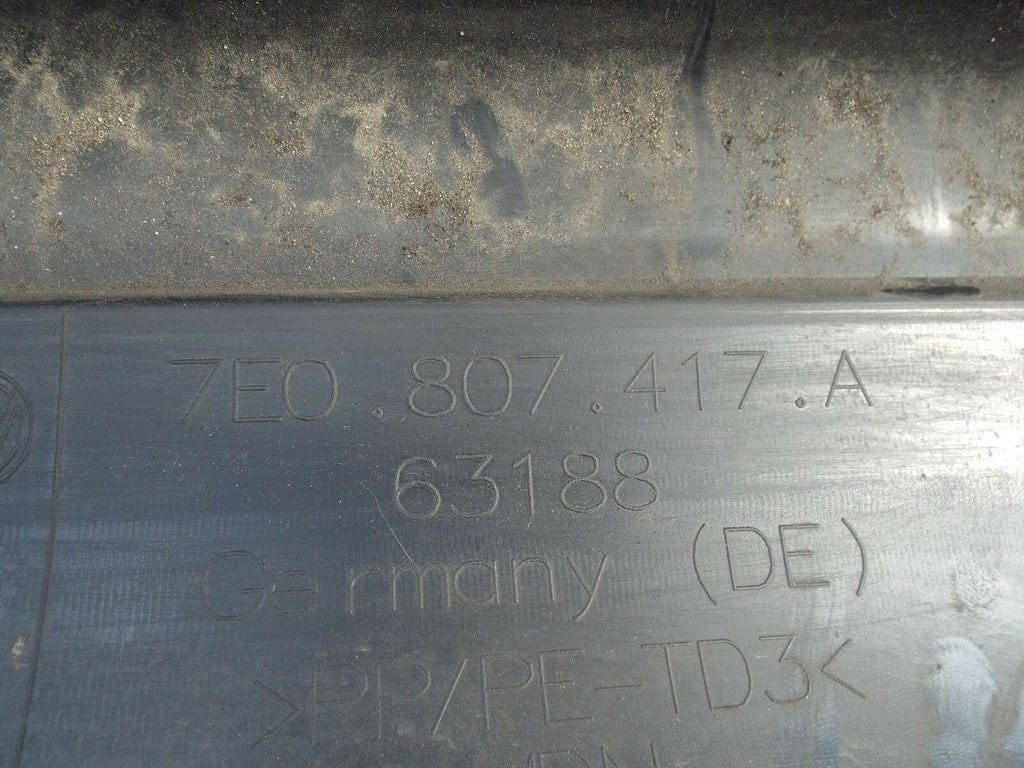 7E0.807.417.A
63188
Germany (DE)
>PP/PE-TD3<